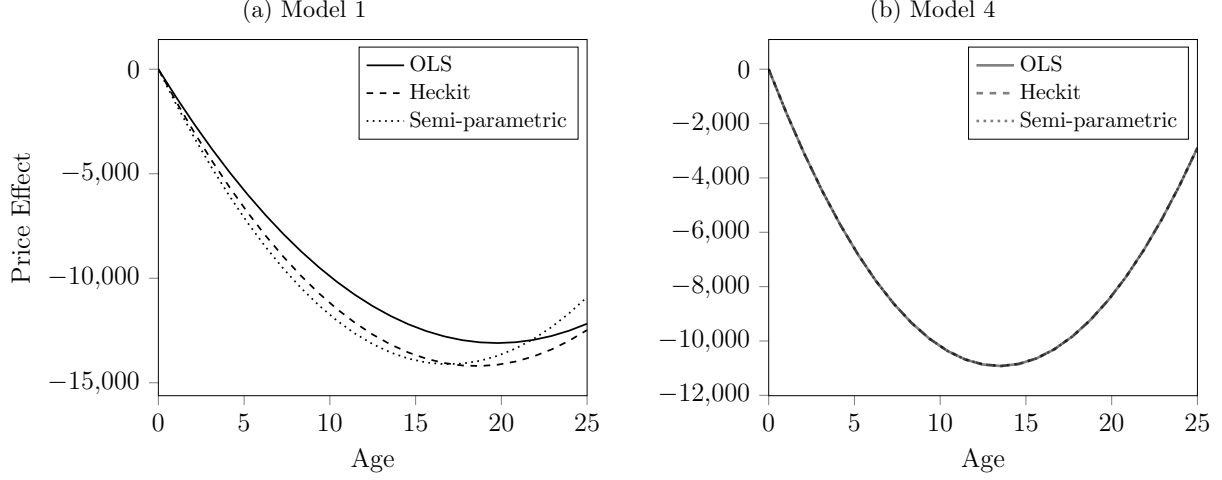 (a) Model 1
0
−5,000
−10,000
−15,000
Price Effect
0 5 10 15 20 25
Age
OLS
Heckit
Semi-parametric
(b) Model 4
0
−2,000
−4,000
−6,000
−8,000
−10,000
−12,000
0 5 10 15 20 25
Age
OLS
Heckit
Semi-parametric